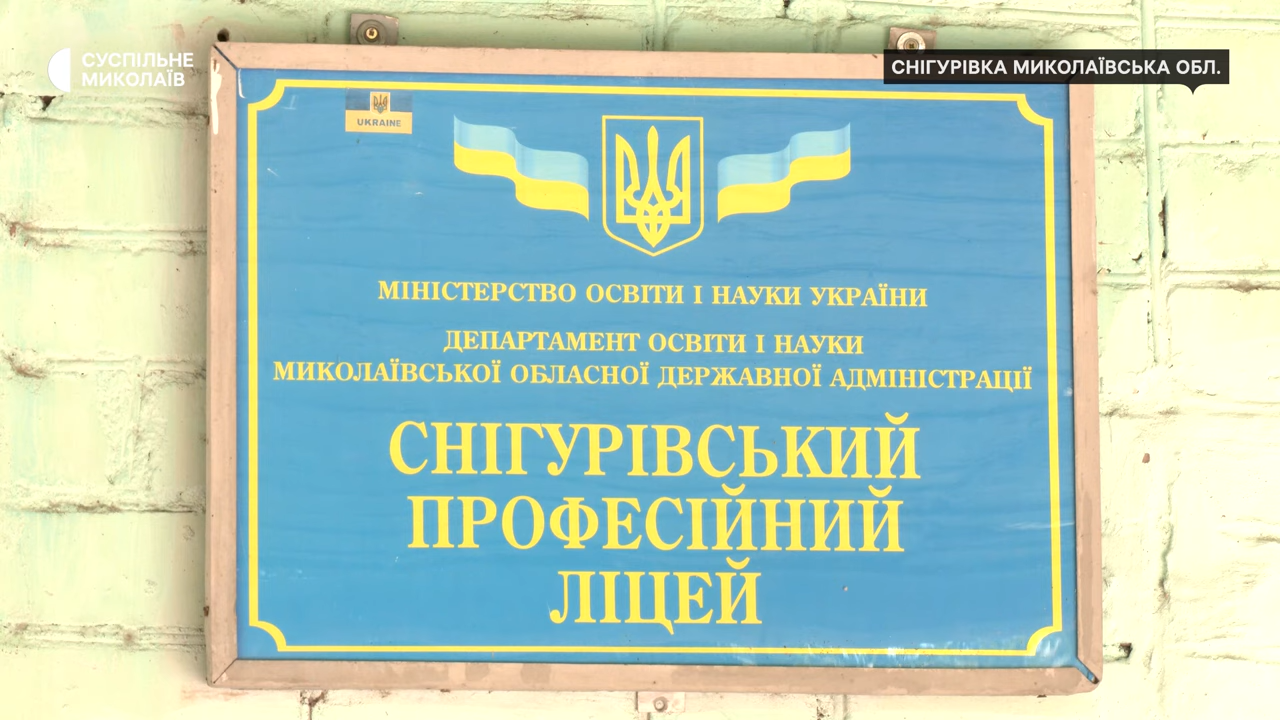 СУСПІЛЬНЕ
МИКОЛАЇВ
СНІГУРІВКА МИКОЛАЇВСЬКА ОБЛ.
UKRAINE
МІНІСТЕРСТВО ОСВІТИ І НАУКИ УКРАЇНИ
ДЕПАРТАМЕНТ ОСВІТИ І НАУКИ
МИКОЛАЇВСЬКОЇ ОБЛАСНОЇ ДЕРЖАВНОЇ АДМІНІСТРАЦІЇ
СНІГУРІВСЬКИЙ
ПРОФЕСІЙНИЙ
ЛІЦЕЙ